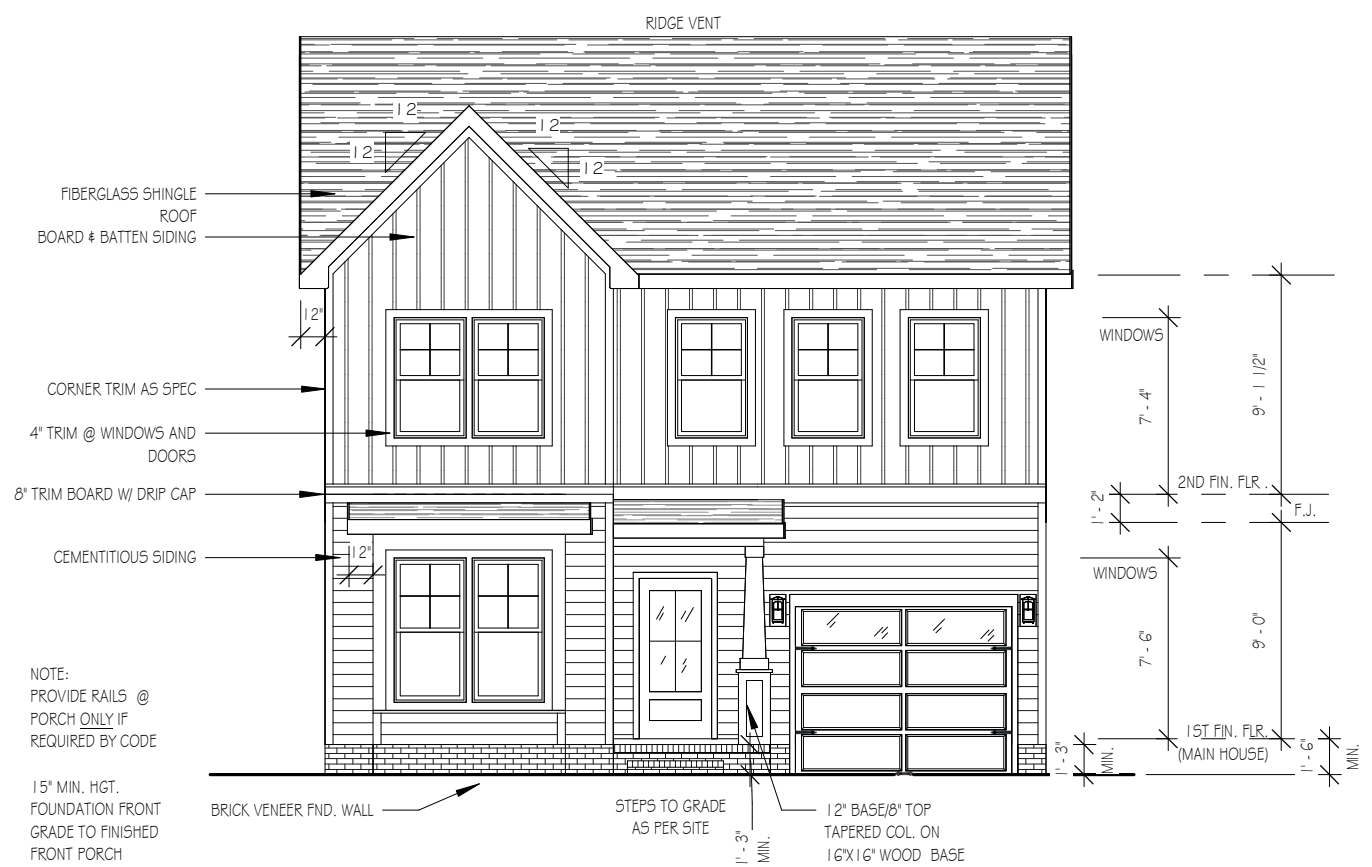 RIDGE VENT
12
12
12
12
FIBERGLASS SHINGLE
ROOF
BOARD & BATTEN SIDING
12"
WINDOWS
7' - 4"
9' - 1 1/2"
CORNER TRIM AS SPEC
4" TRIM @ WINDOWS AND
DOORS
8" TRIM BOARD W/ DRIP CAP
2ND FIN. FLR.
1' - 2"
F.J.
CEMENTITIOUS SIDING
12"
WINDOWS
7' - 6"
9' - 0"
NOTE:
PROVIDE RAILS @
PORCH ONLY IF
REQUIRED BY CODE
1ST FIN. FLR.
(MAIN HOUSE)
1' - 3"
MIN.
1' - 6"
MIN.
15" MIN. HGT.
FOUNDATION FRONT
GRADE TO FINISHED
FRONT PORCH
BRICK VENEER FND. WALL
STEPS TO GRADE
AS PER SITE
1' - 3"
MIN.
12" BASE/8" TOP
TAPERED COL. ON
16"X16" WOOD BASE